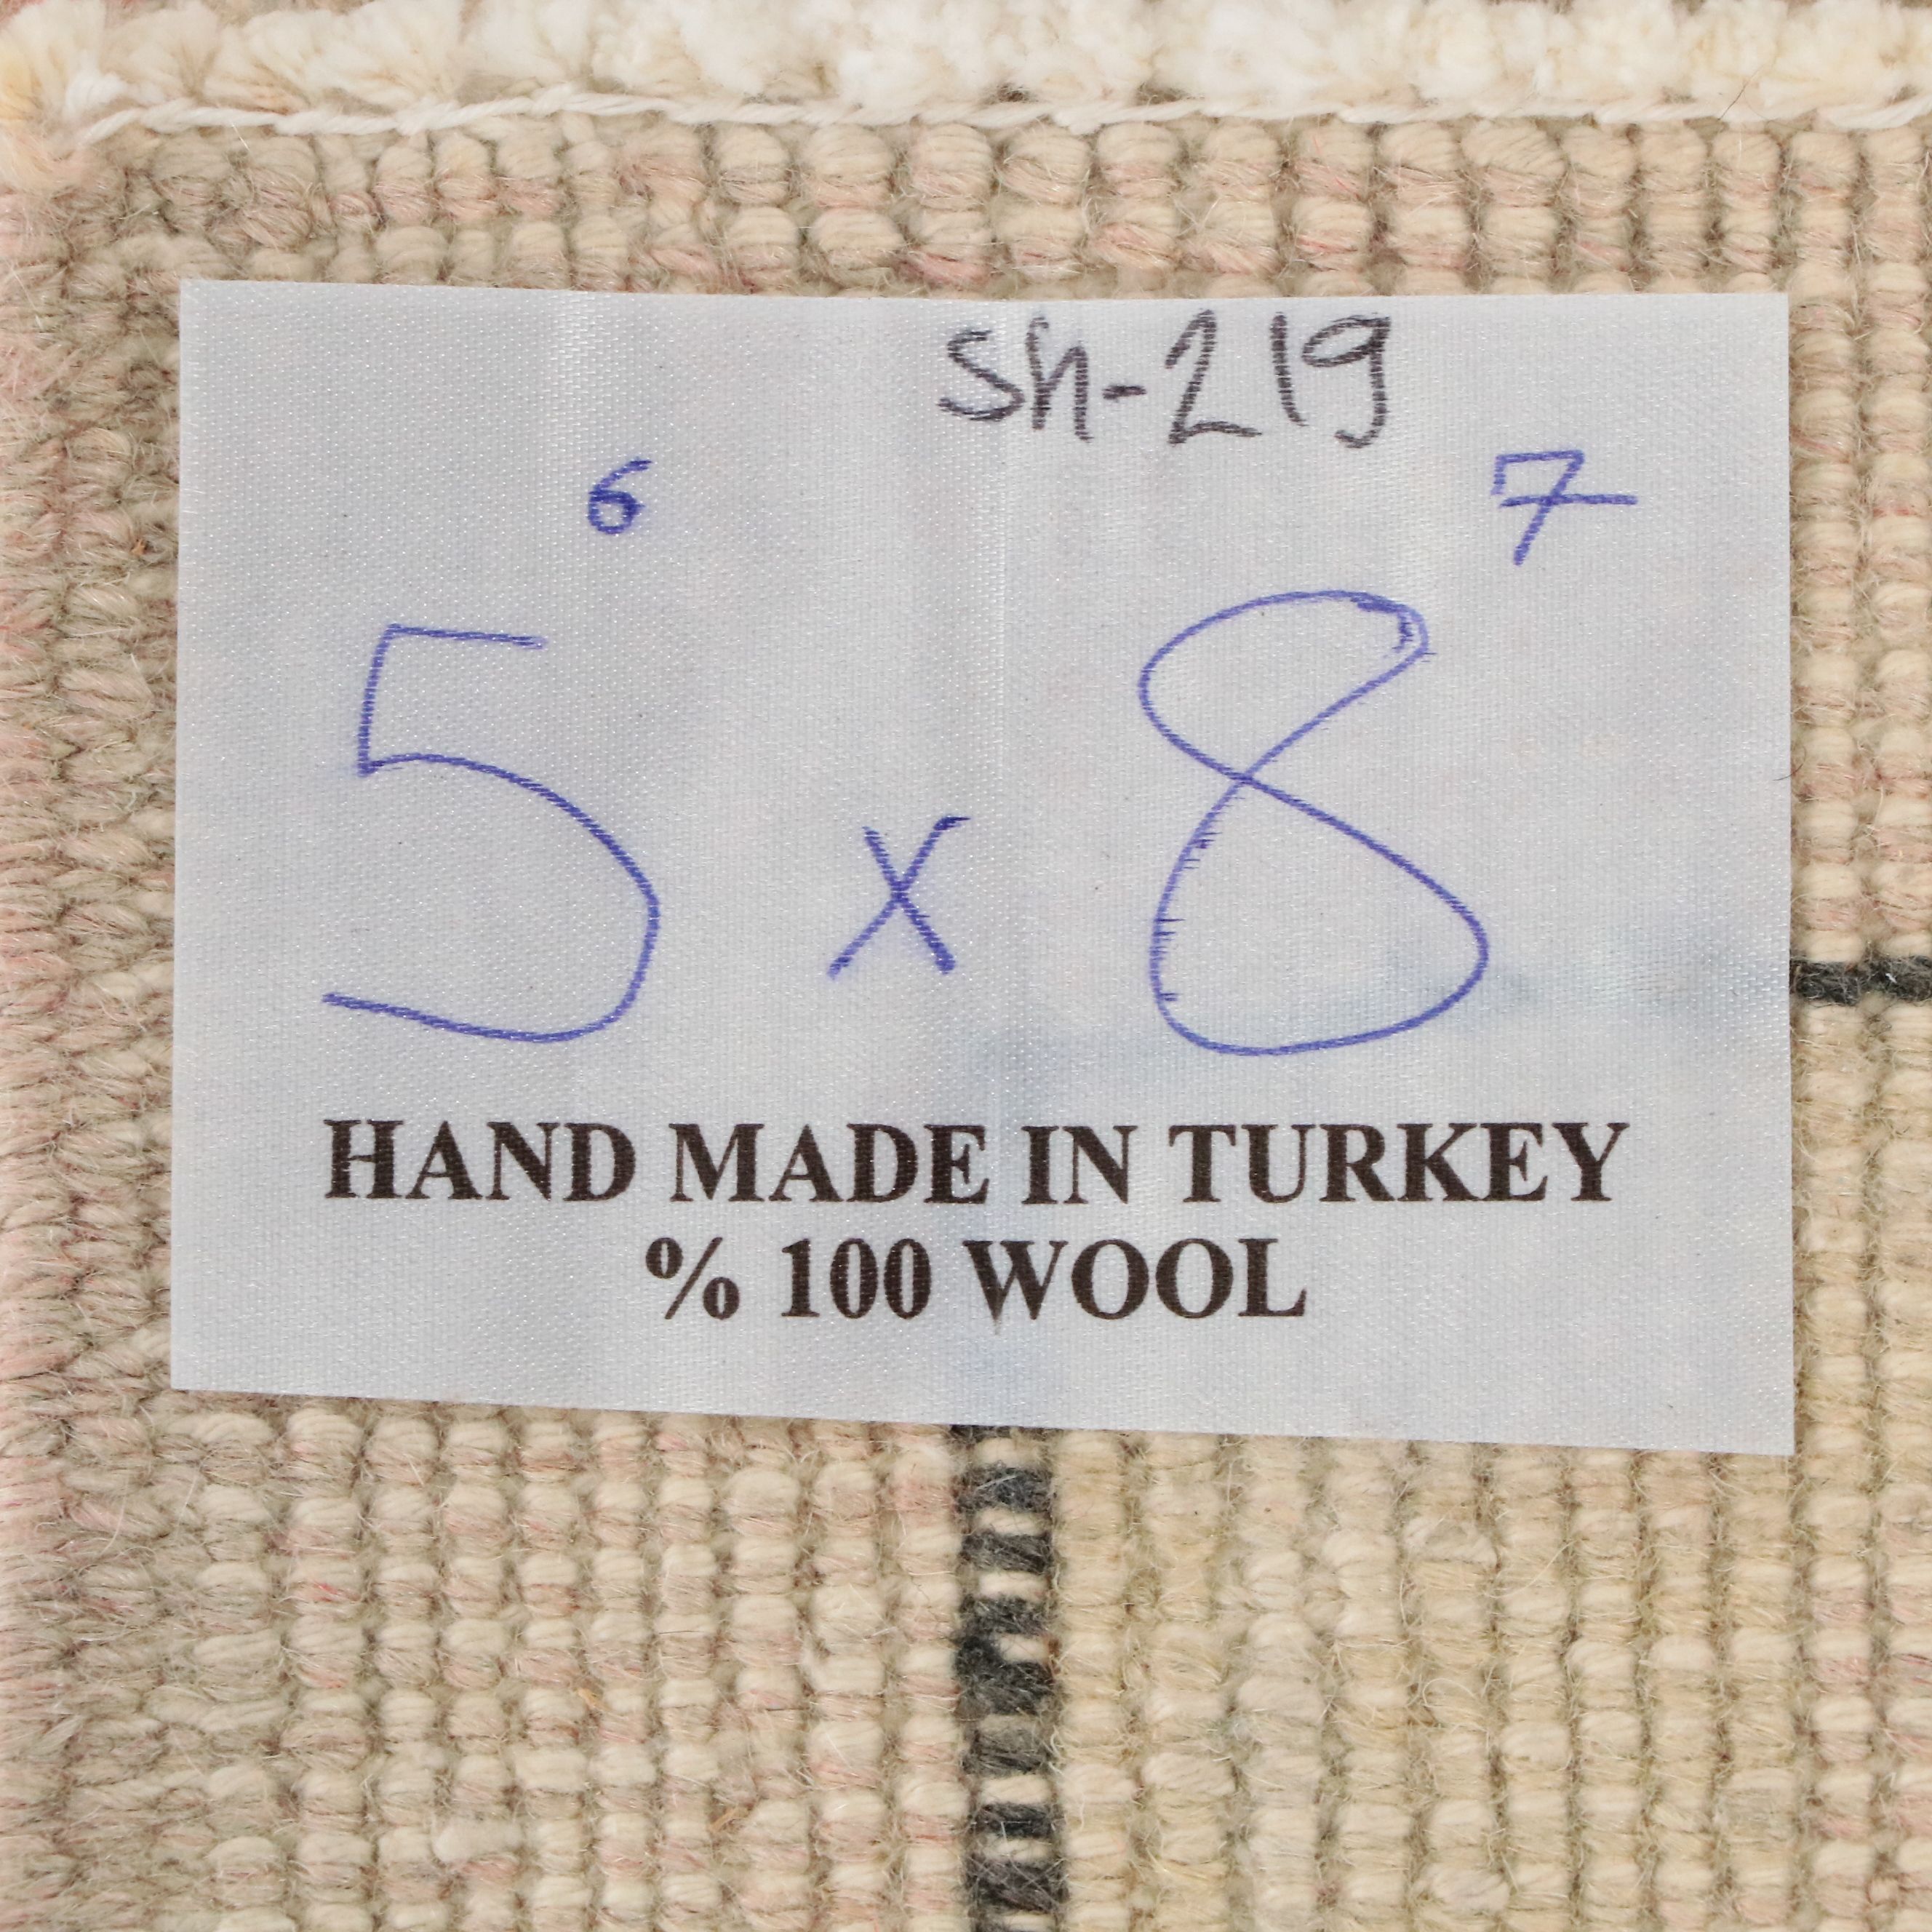 Sh-219
6 7
5 x 8
HAND MADE IN TURKEY
% 100 WOOL